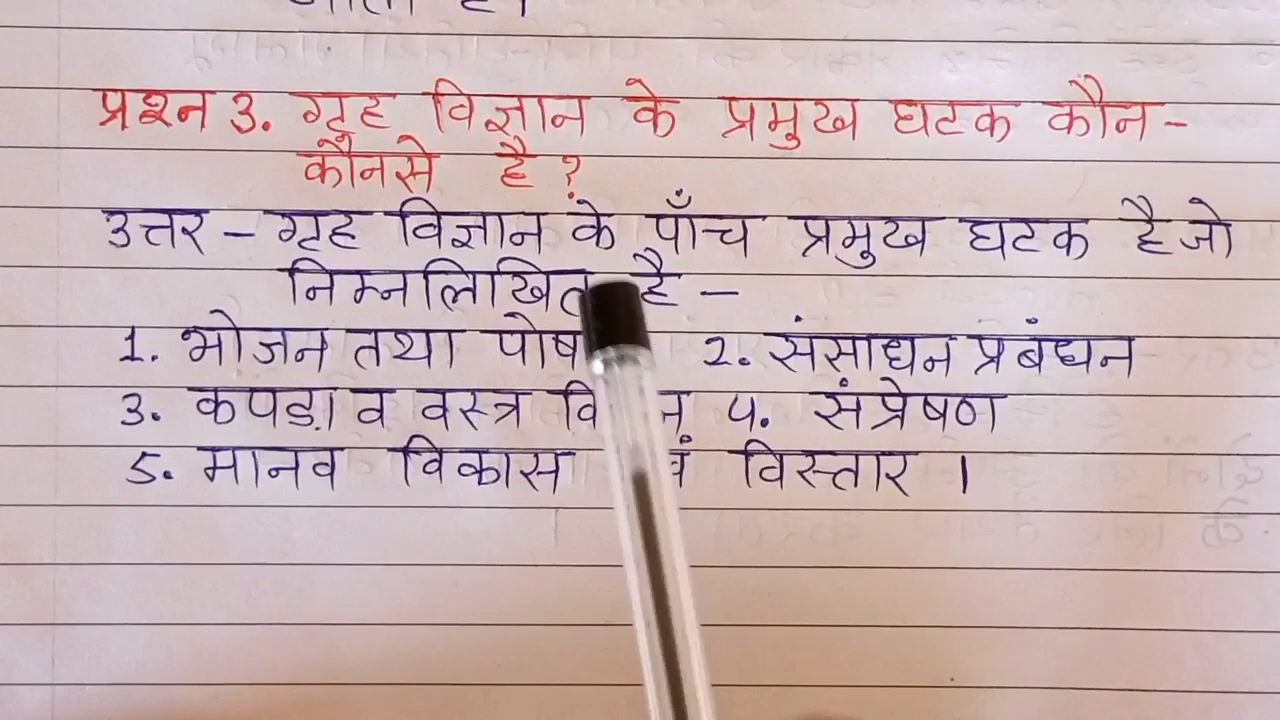 प्रश्न 3. गृह विज्ञान के प्रमुख घटक कौन-
कौनसे है ?
उत्तर - गृह विज्ञान के पाँच प्रमुख घटक है जो
निम्नलिखित है -
1. भोजन तथा 2. संसाधन प्रबंधन
3. कपड़ा व वस्त्र 4. संप्रेषण
5. मानव विकास विस्तार ।